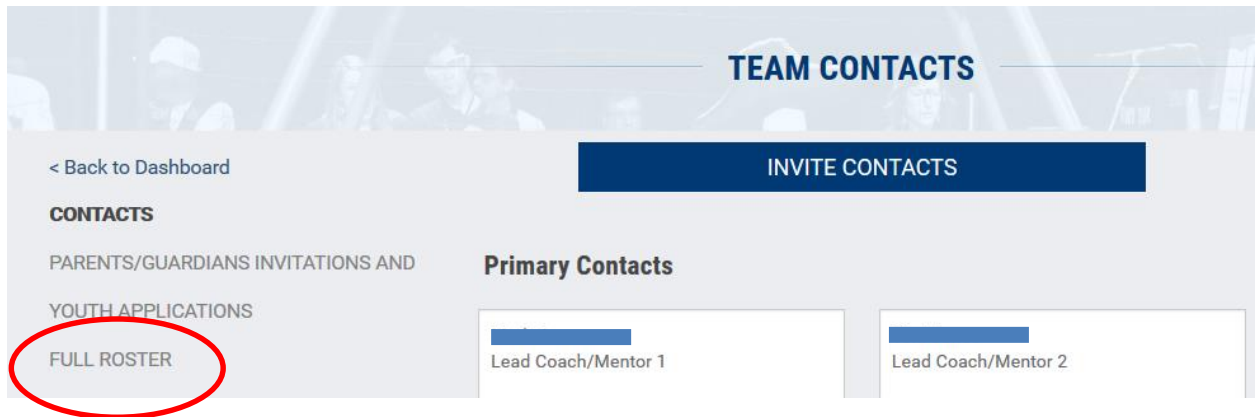 TEAM CONTACTS
< Back to Dashboard
INVITE CONTACTS
CONTACTS
PARENTS/GUARDIANS INVITATIONS AND
YOUTH APPLICATIONS
FULL ROSTER
Primary Contacts
Lead Coach/Mentor 1
Lead Coach/Mentor 2